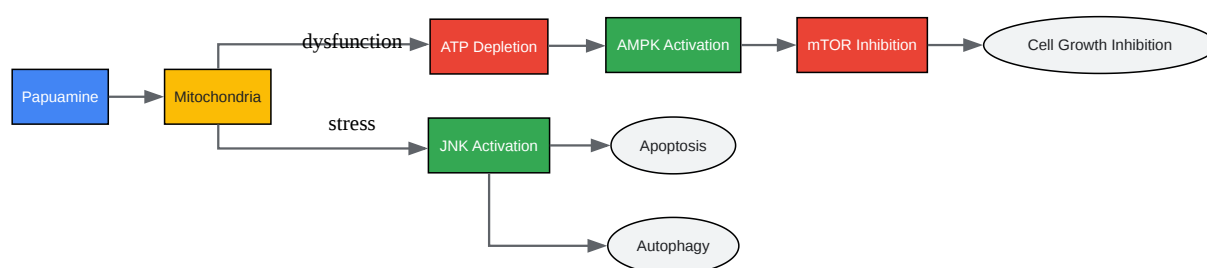 dysfunction
ATP Depletion
AMPK Activation
mTOR Inhibition
Cell Growth Inhibition
Papuamine
Mitochondria
stress
JNK Activation
Apoptosis
Autophagy